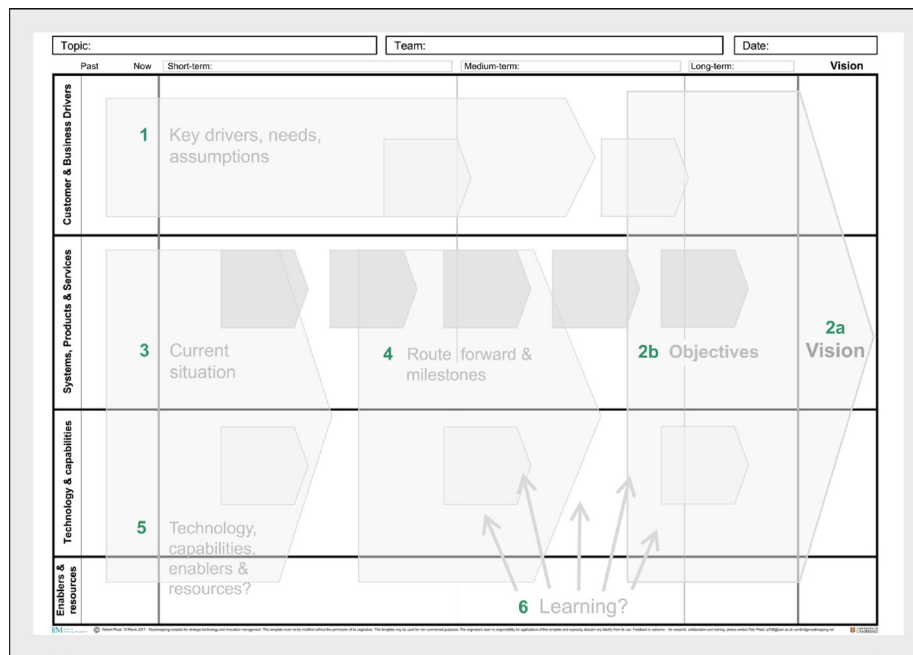 Topic:
Team:
Date:
Past
Now
Short-term:
Medium-term:
Long-term:
Vision
Customer & Business Drivers
1 Key drivers, needs,
assumptions
Systems, Products & Services
3 Current
situation
4 Route forward &
milestones
2b Objectives
2a
Vision
Technology & capabilities
5 Technology,
capabilities,
enablers &
resources?
Enablers &
resources
6 Learning?